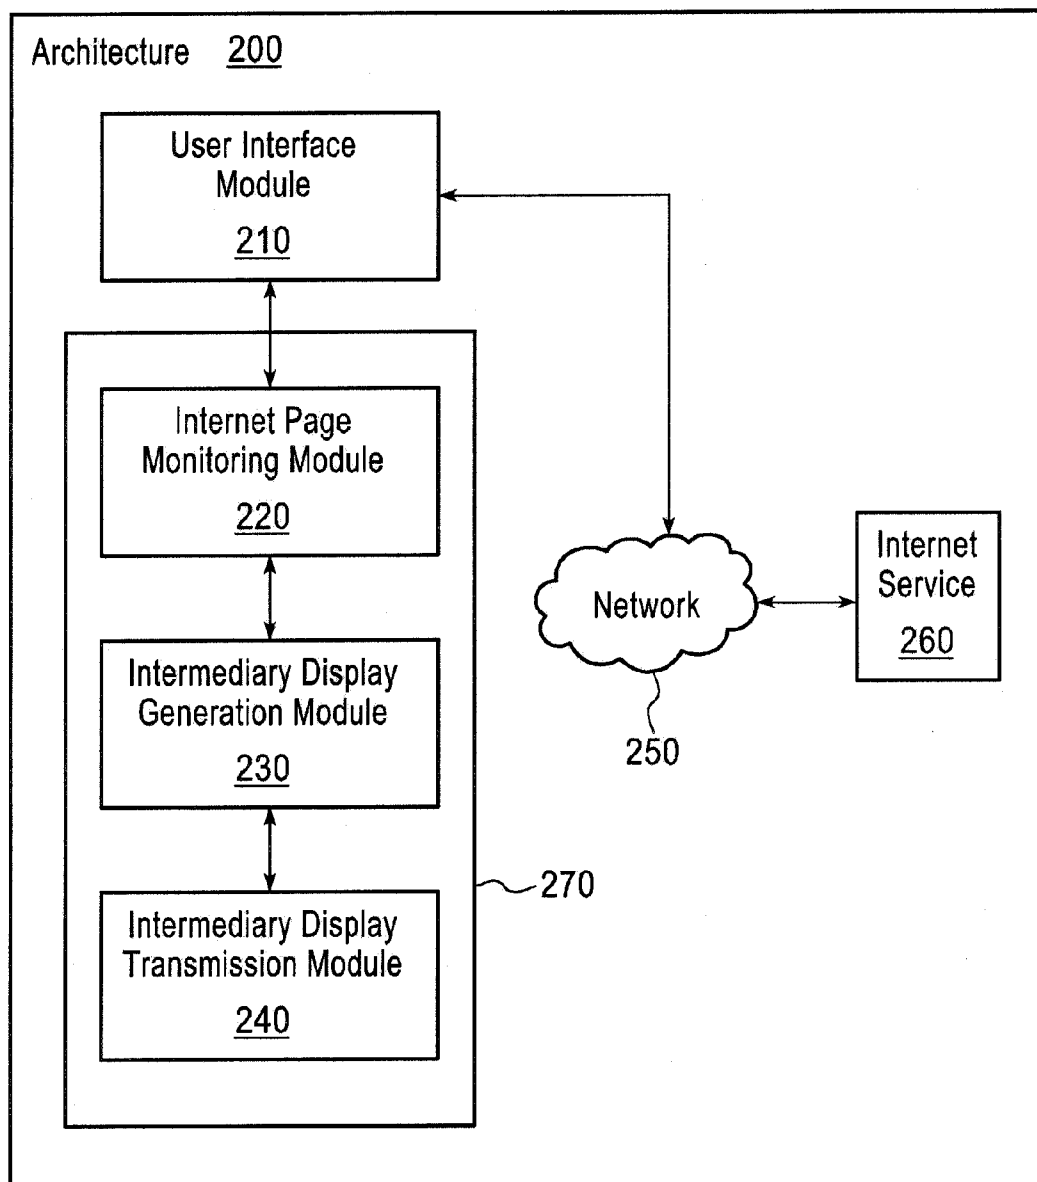 Architecture 200
User Interface
Module
210
Internet Page
Monitoring Module
220
Intermediary Display
Generation Module
230
Intermediary Display
Transmission Module
240
270
Network
250
Internet
Service
260